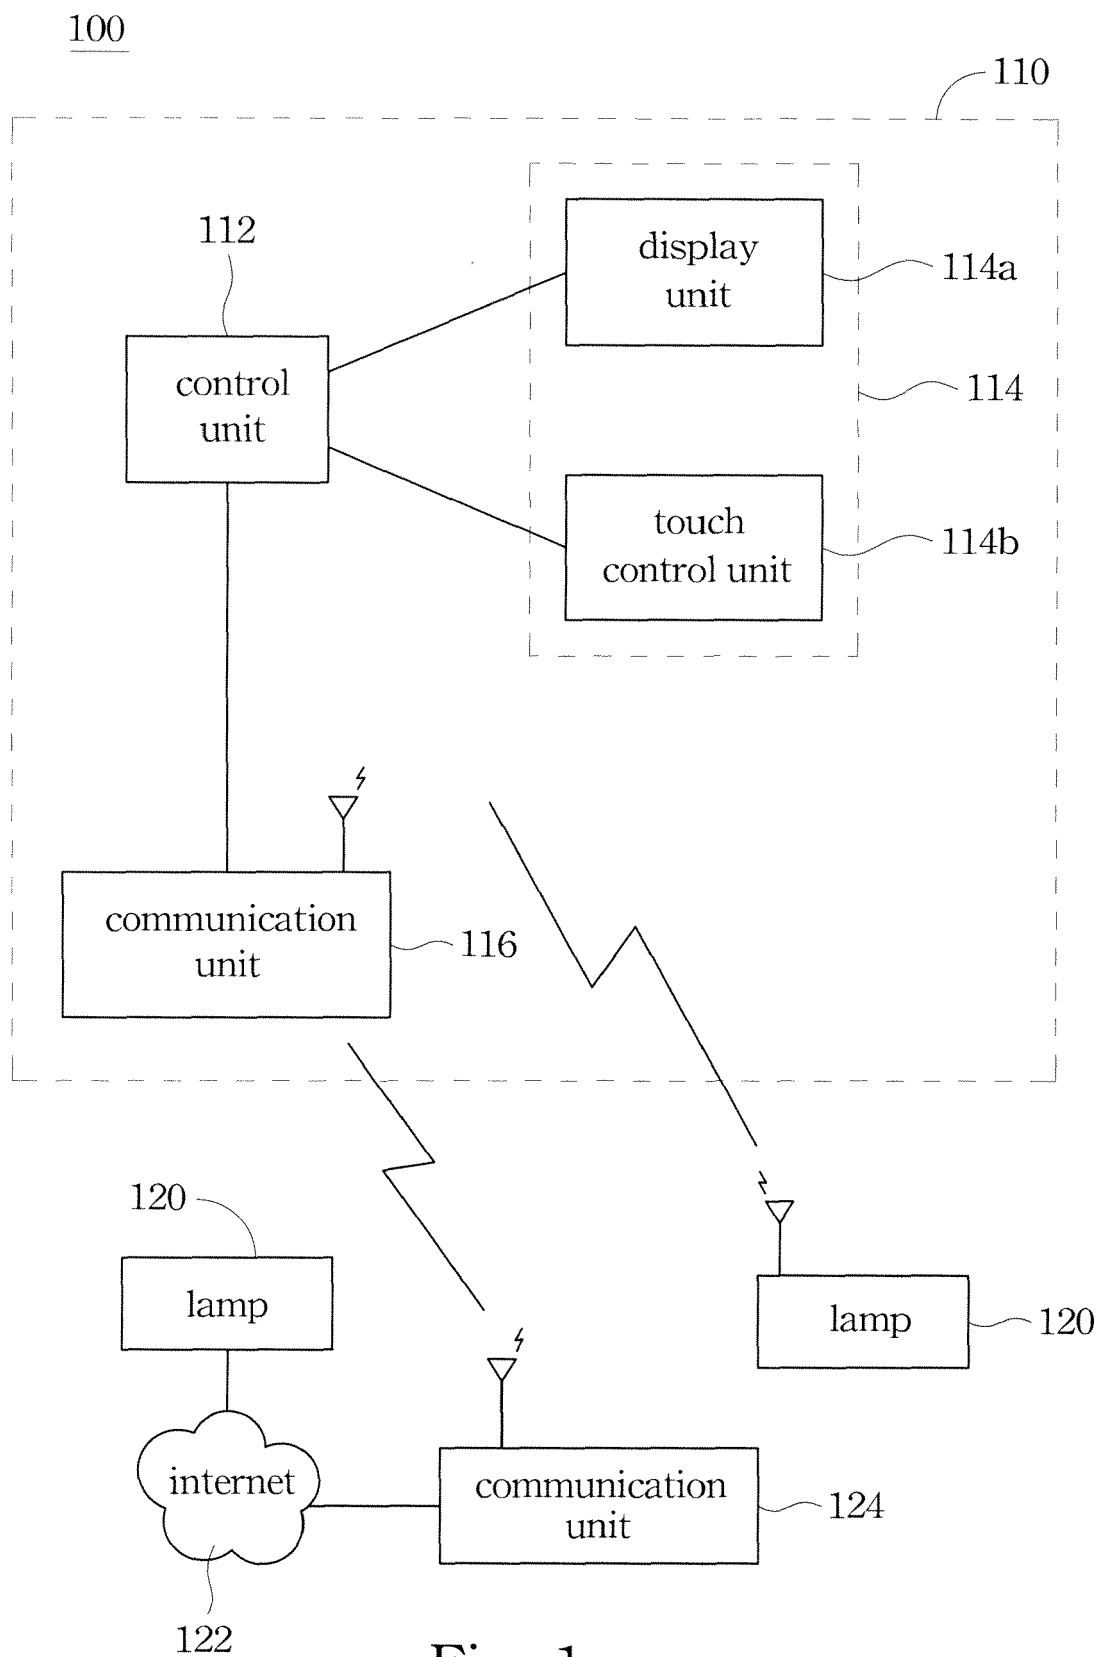 100
110
112
display
unit
114a
control
unit
114
touch
control unit
114b
communication
unit
116
120
lamp
lamp
120
internet
communication
unit
124
122